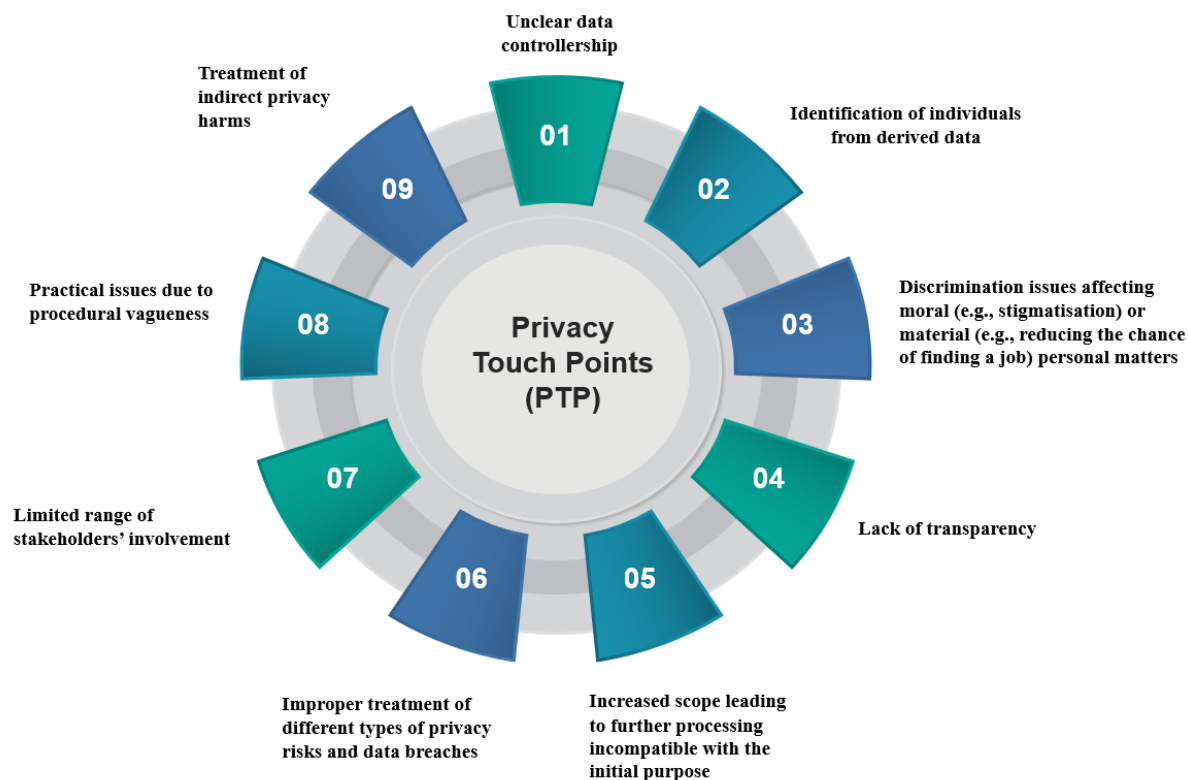 Unclear data
controllership
01
Identification of individuals
from derived data
02
Discrimination issues affecting
moral (e.g., stigmatisation) or
material (e.g., reducing the chance
of finding a job) personal matters
03
Lack of transparency
04
Increased scope leading
to further processing
incompatible with the
initial purpose
05
Improper treatment of
different types of privacy
risks and data breaches
06
Limited range of
stakeholders’ involvement
07
Practical issues due to
procedural vagueness
08
Treatment of
indirect privacy
harms
09
Privacy
Touch Points
(PTP)